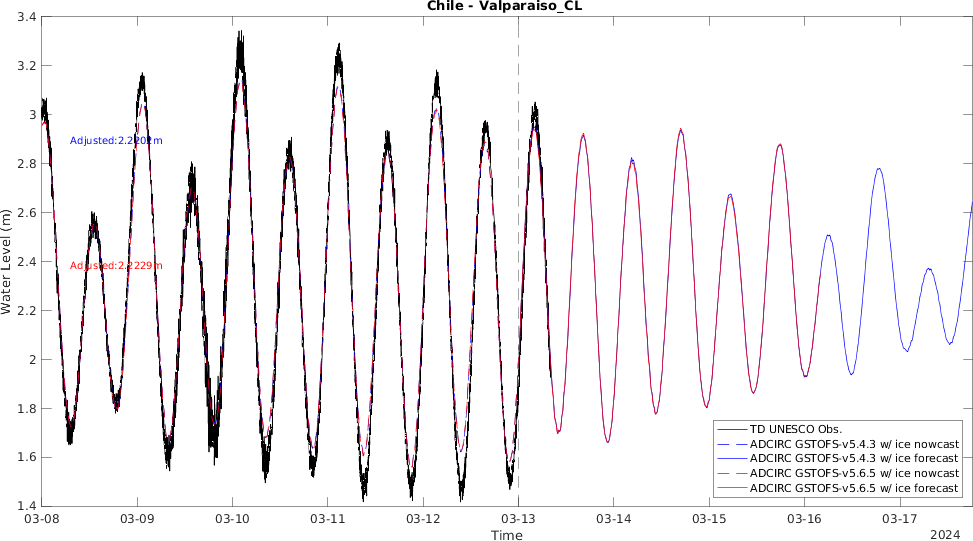 Chile - Valparaiso_CL
3.4
3.2
3
2.8
2.6
2.4
2.2
2
1.8
1.6
1.4
Water Level (m)
Adjusted:2.2202m
Adjusted:2.2229m
TD UNESCO Obs.
ADCIRC GSTOFS-v5.4.3 w/ ice nowcast
ADCIRC GSTOFS-v5.4.3 w/ ice forecast
ADCIRC GSTOFS-v5.6.5 w/ ice nowcast
ADCIRC GSTOFS-v5.6.5 w/ ice forecast
03-08 03-09 03-10 03-11 03-12 03-13 03-14 03-15 03-16 03-17
Time
2024